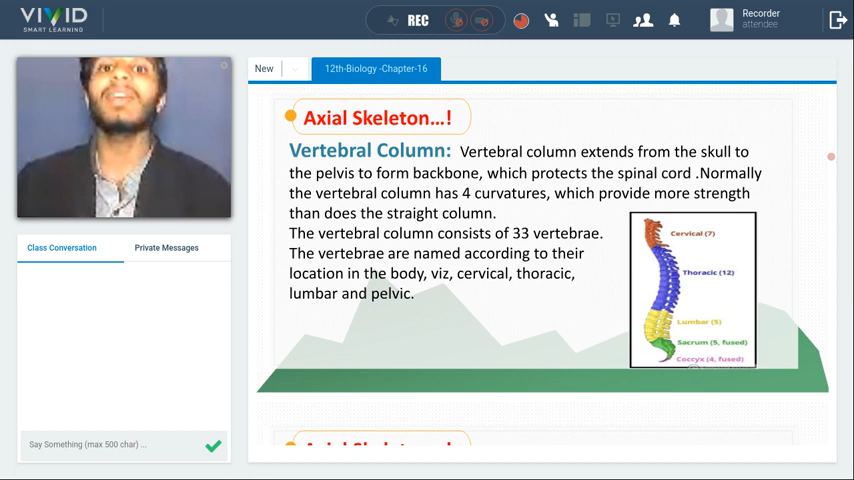 VIVID
SMART LEARNING
REC
Recorder
attendee
New
12th-Biology -Chapter-16
Class Conversation
Private Messages
Say Something (max 500 char) ...
Axial Skeleton...!
Vertebral Column: Vertebral column extends from the skull to
the pelvis to form backbone, which protects the spinal cord .Normally
the vertebral column has 4 curvatures, which provide more strength
than does the straight column.
The vertebral column consists of 33 vertebrae.
The vertebrae are named according to their
location in the body, viz, cervical, thoracic,
lumbar and pelvic.
Cervical (7)
Thoracic (12)
Lumbar (5)
Sacrum (5, fused)
Coccyx (4, fused)